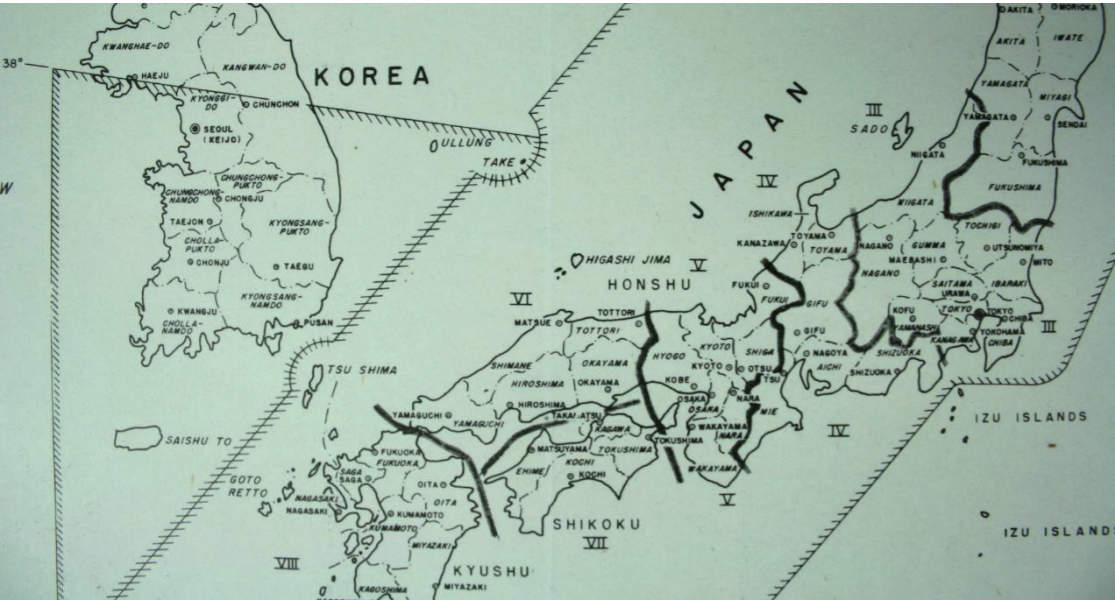 AKITA
MORIOKA
AKITA
IWATE
KWANGHAE-DO
KANGWAN-DO
38°
HAEJU
KOREA
KYONGGI-
DO
CHUNCHON
SEOUL
(KEIJO)
OULLUNG
TAKE
JAPAN
YAMAGATA
MIYAGI
III
SADO
YAMAGATA
SENDAI
NIIGATA
FUKUSHIMA
FUKUSHIMA
W
CHUNGCHONG-
PUKTO
CHUNGCHONG-
NAMDO
CHONGJU
TAEJON
KYONGSANG-
PUKTO
CHOLLA-
PUKTO
CHONJU
TAEGU
KYONGSANG-
NAMDO
KWANGJU
CHOLLA-
NAMDO
PUSAN
IV
ISHIKAWA
NIIGATA
TOCHIGI
KANAZAWA
TOYAMA
TOYAMA
NAGANO
GUMMA
UTSUNOMIYA
MAEBASHI
MITO
NAGANO
HIGASHI JIMA
V
HONSHU
FUKUI
FUKUI
GIFU
SAITAMA
IBARAKI
URAWA
TOKYO
TOKYO
KOFU
CHIBA
YAMANASHI
YOKOHAMA
III
KANAGAWA
CHIBA
VI
TOTTORI
MATSUE
TOTTORI
GIFU
KYOTO
SHIGA
HYOGO
SHIMANE
OKAYAMA
KYOTO
OTSU
NAGOYA
SHIZUOKA
AICHI
SHIZUOKA
TSU
HIROSHIMA
OKAYAMA
KOBE
OSAKA
OSAKA
NARA
MIE
TSU SHIMA
HIROSHIMA
YAMAGUCHI
YAMAGUCHI
TAKAMATSU
KAGAWA
WAKAYAMA
NARA
TOKUSHIMA
IV
IZU ISLANDS
SAISHU TO
FUKUOKA
FUKUOKA
MATSUYAMA
TOKUSHIMA
KOCHI
WAKAYAMA
EHIME
KOCHI
SAGA
SAGA
OITA
OITA
GOTO
RETTO
NAGASAKI
NAGASAKI
KUMAMOTO
KUMAMOTO
V
SHIKOKU
VII
IZU ISLANDS
MIYAZAKI
VIII
KYUSHU
MIYAZAKI
KAGOSHIMA